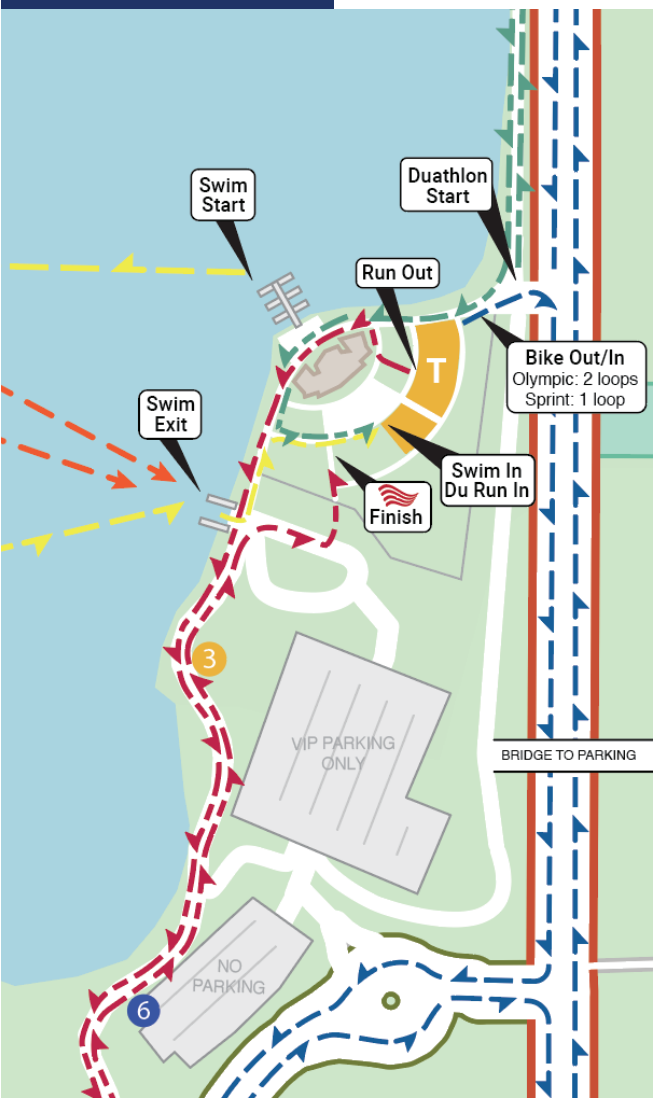 Swim
Start
Duathlon
Start
Run Out
T
Bike Out/In
Olympic: 2 loops
Sprint: 1 loop
Swim
Exit
Swim In
Du Run In
Finish
3
VIP PARKING
ONLY
BRIDGE TO PARKING
NO
PARKING
6